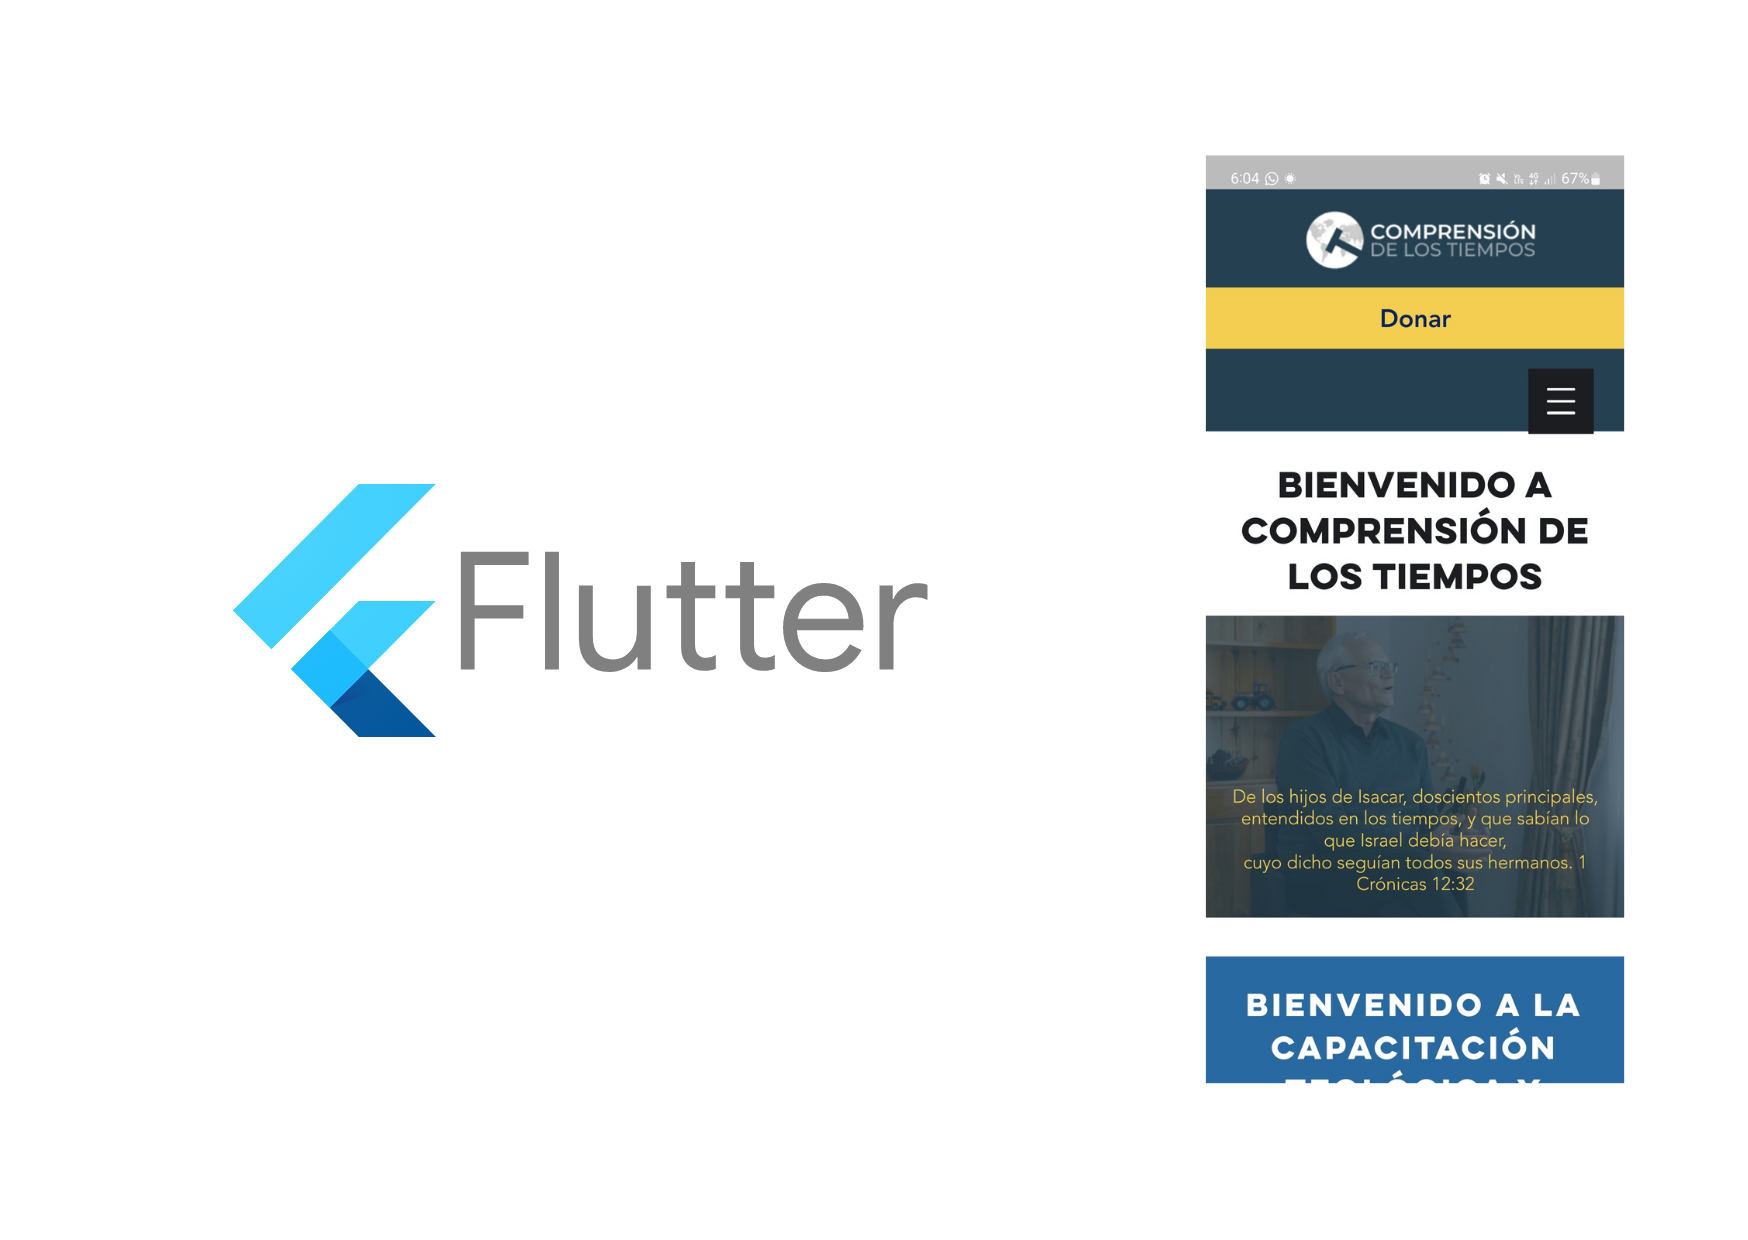 Flutter
6:04
67%
COMPRENSIÓN
DE LOS TIEMPOS
Donar
BIENVENIDO A
COMPRENSIÓN DE
LOS TIEMPOS
De los hijos de Isacar, doscientos principales,
entendidos en los tiempos, y que sabían lo
que Israel debía hacer,
cuyo dicho seguían todos sus hermanos. 1
Crónicas 12:32
BIENVENIDO A LA
CAPACITACIÓN
TEOLÓGICA Y